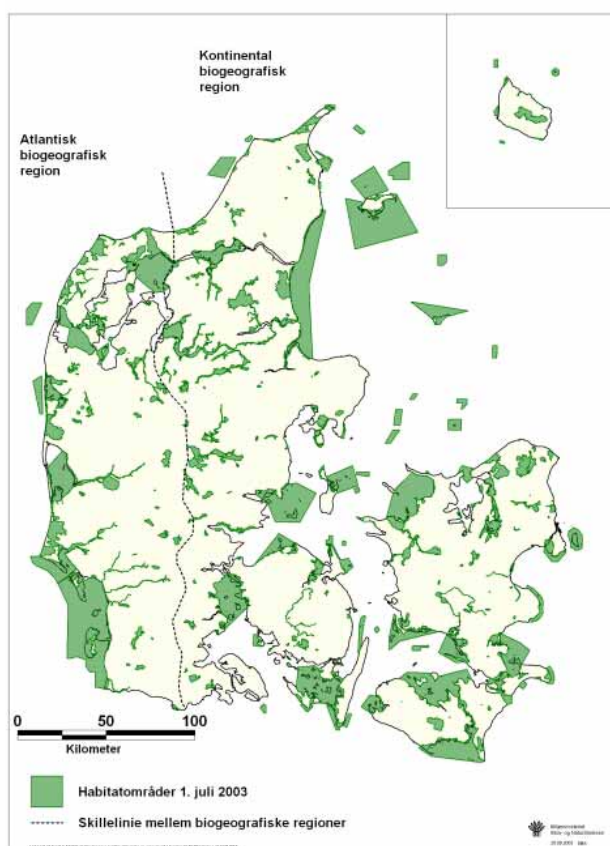 Kontinental
biogeografisk
region
Atlantisk
biogeografisk
region
0 50 100
Kilometer
Habitatområder 1. juli 2003
Skillelinie mellem biogeografiske regioner